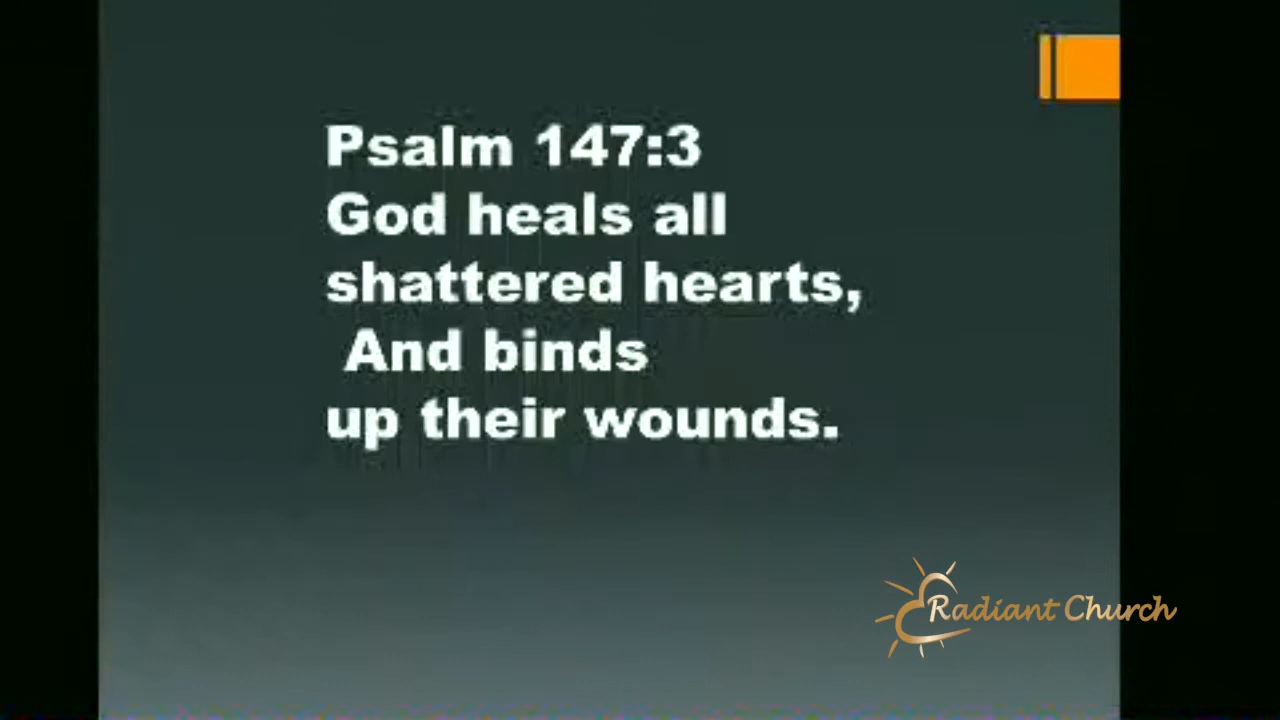 Psalm 147:3
God heals all
shattered hearts,
And binds
up their wounds.
Radiant Church